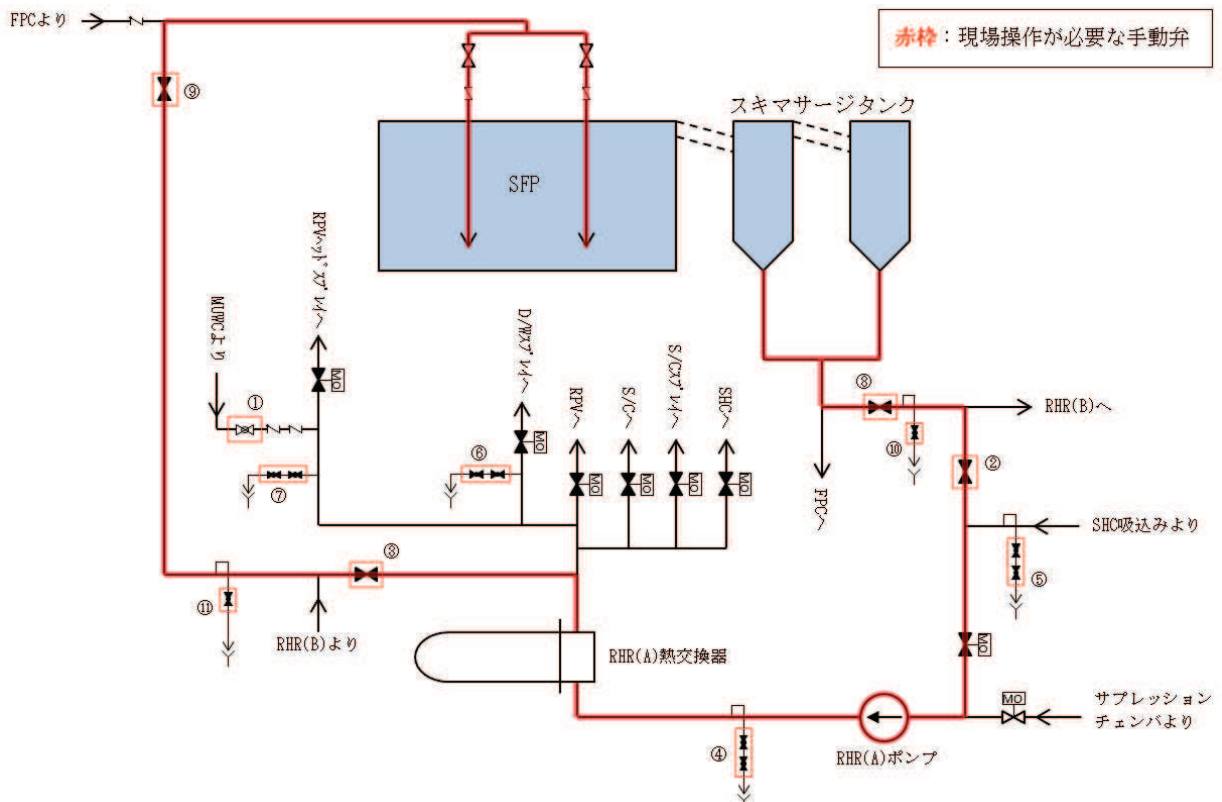 FPCより
赤枠：現場操作が必要な手動弁
⑨
スキマサージタンク
SFP
RPVヘッドスプレイへ
MUWCより
D/Wスプレイへ
RPVへ
S/Cへ
S/Cスプレイへ
SHCへ
⑧
RHR(B)へ
①
MO
⑩
⑥
MO
②
⑦
MO
MO
MO
MO
FPCへ
SHC吸込みより
③
⑤
⑪
RHR(B)より
RHR(A)熱交換器
MO
MO
サプレッション
チェンバより
④
RHR(A)ポンプ